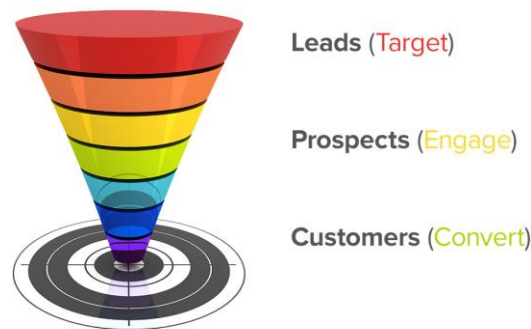 Leads (Target)
Prospects (Engage)
Customers (Convert)